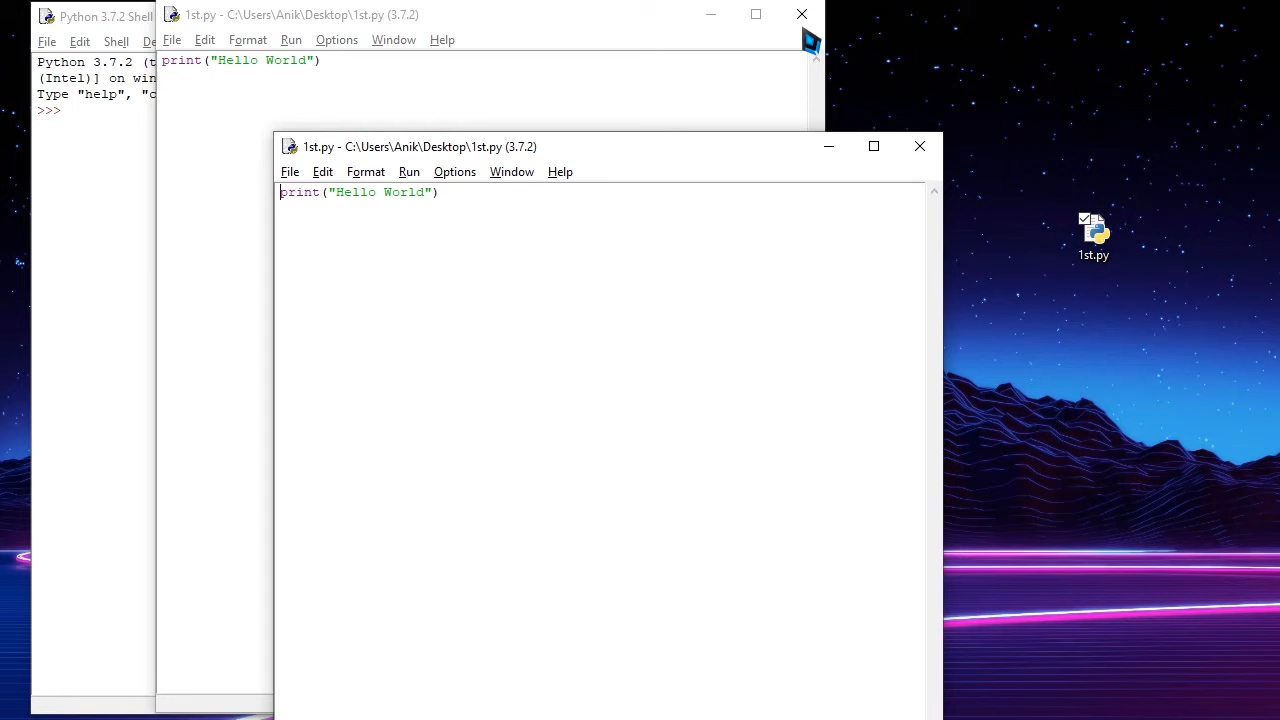 Python 3.7.2 Shell
File Edit Shell De
Python 3.7.2 (t
(Intel)] on win
Type "help", "c
>>>
1st.py - C:\Users\Anik\Desktop\1st.py (3.7.2)
File Edit Format Run Options Window Help
print("Hello World")
1st.py - C:\Users\Anik\Desktop\1st.py (3.7.2)
File Edit Format Run Options Window Help
print("Hello World")
1st.py